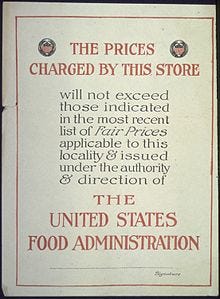 THE PRICES
CHARGED BY THIS STORE
will not exceed
those indicated
in the most recent
list of Fair Prices
applicable to this
locality & issued
under the authority
& direction of
THE
UNITED STATES
FOOD ADMINISTRATION
Signature